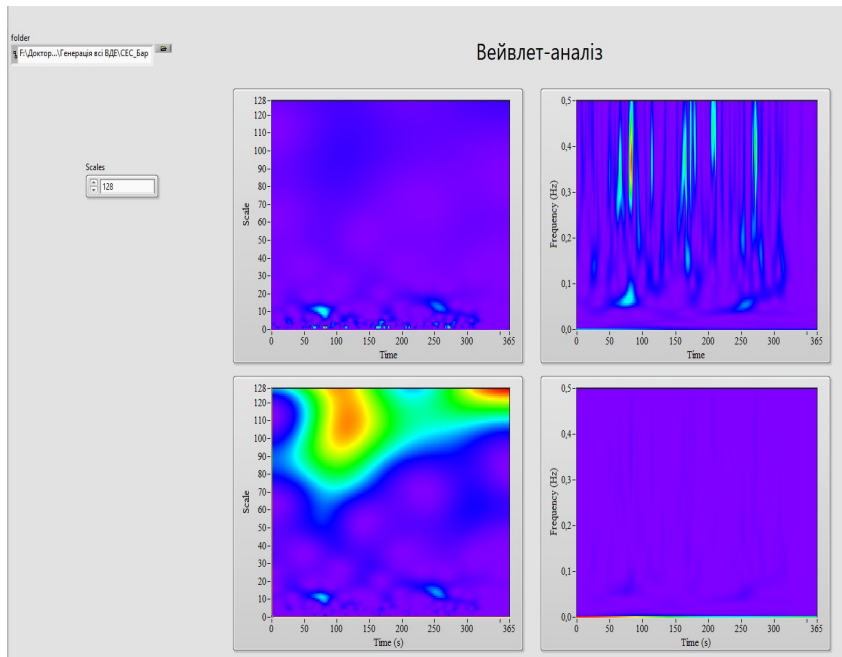 folder
F:\Доктор...\Генерація всі ВДЕ\СЕС_Бар
Вейвлет-аналіз
Scales
128
Scale
128
120
110
100
90
80
70
60
50
40
30
20
10
0
0 50 100 150 200 250 300 365
Time
Frequency (Hz)
0,5
0,4
0,3
0,2
0,1
0,0
0 50 100 150 200 250 300 365
Time
Scale
128
120
110
100
90
80
70
60
50
40
30
20
10
0
0 50 100 150 200 250 300 365
Time (s)
Frequency (Hz)
0,5
0,4
0,3
0,2
0,1
0,0
0 50 100 150 200 250 300 365
Time (s)